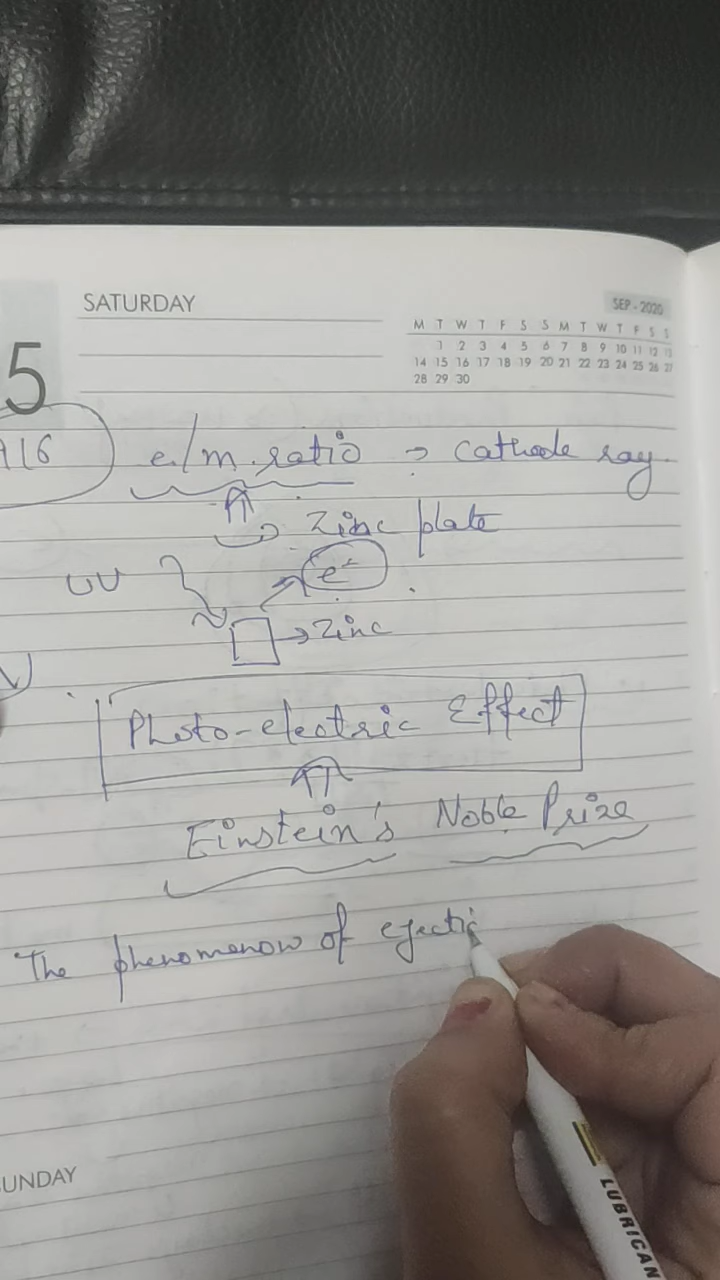 SATURDAY
SEP - 2020
M T W T F S S M T W T F S S
1 2 3 4 5 6 7 8 9 10 11 12 13
14 15 16 17 18 19 20 21 22 23 24 25 26 27
28 29 30
5
A16
e/m ratio → Cathode ray
→ Zinc plate
UV
e⁻
→ Zinc
Photo-electric Effect
Einstein's Noble Prize
The phenomenon of ejecti
SUNDAY
LUBRICAN